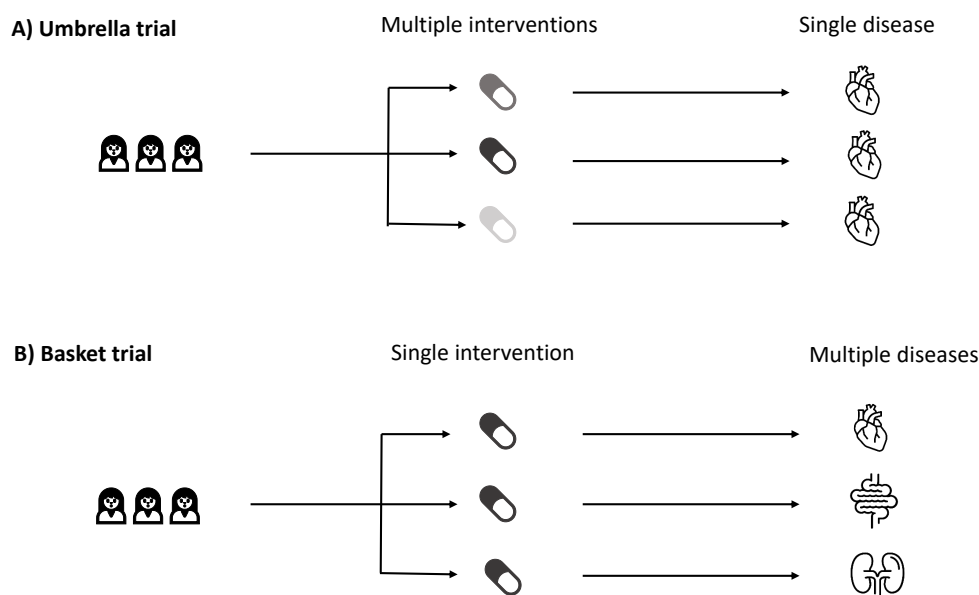 A) Umbrella trial
Multiple interventions
Single disease
B) Basket trial
Single intervention
Multiple diseases